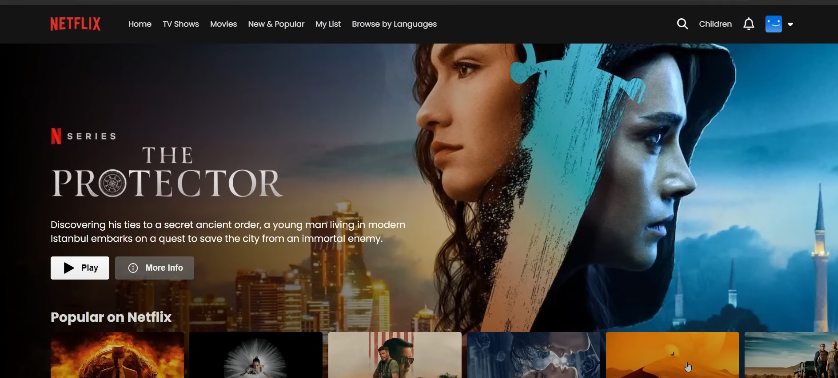 NETFLIX Home TV Shows Movies New & Popular My List Browse by Languages Children
N SERIES
THE
PROTECTOR
Discovering his ties to a secret ancient order, a young man living in modern
Istanbul embarks on a quest to save the city from an immortal enemy.
Play More Info
Popular on Netflix